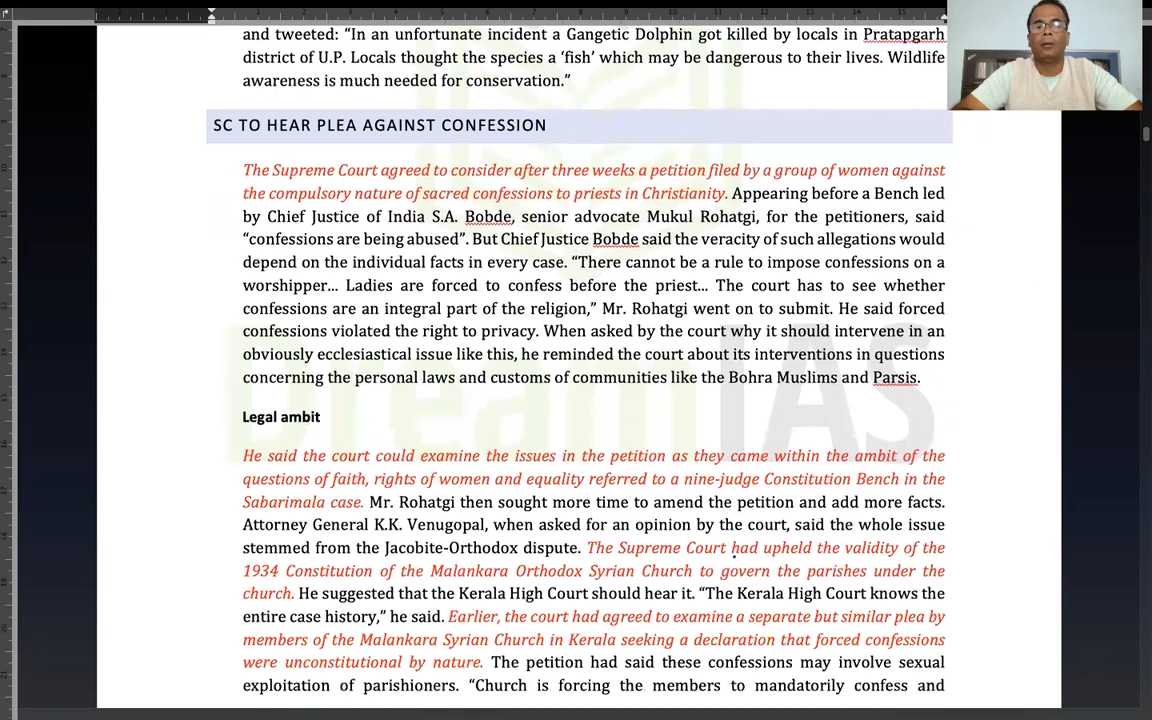 and tweeted: “In an unfortunate incident a Gangetic Dolphin got killed by locals in Pratapgarh
district of U.P. Locals thought the species a ‘fish’ which may be dangerous to their lives. Wildlife
awareness is much needed for conservation.”
SC TO HEAR PLEA AGAINST CONFESSION
The Supreme Court agreed to consider after three weeks a petition filed by a group of women against
the compulsory nature of sacred confessions to priests in Christianity. Appearing before a Bench led
by Chief Justice of India S.A. Bobde, senior advocate Mukul Rohatgi, for the petitioners, said
“confessions are being abused”. But Chief Justice Bobde said the veracity of such allegations would
depend on the individual facts in every case. “There cannot be a rule to impose confessions on a
worshipper… Ladies are forced to confess before the priest… The court has to see whether
confessions are an integral part of the religion,” Mr. Rohatgi went on to submit. He said forced
confessions violated the right to privacy. When asked by the court why it should intervene in an
obviously ecclesiastical issue like this, he reminded the court about its interventions in questions
concerning the personal laws and customs of communities like the Bohra Muslims and Parsis.
Legal ambit
He said the court could examine the issues in the petition as they came within the ambit of the
questions of faith, rights of women and equality referred to a nine-judge Constitution Bench in the
Sabarimala case. Mr. Rohatgi then sought more time to amend the petition and add more facts.
Attorney General K.K. Venugopal, when asked for an opinion by the court, said the whole issue
stemmed from the Jacobite-Orthodox dispute. The Supreme Court had upheld the validity of the
1934 Constitution of the Malankara Orthodox Syrian Church to govern the parishes under the
church. He suggested that the Kerala High Court should hear it. “The Kerala High Court knows the
entire case history,” he said. Earlier, the court had agreed to examine a separate but similar plea by
members of the Malankara Syrian Church in Kerala seeking a declaration that forced confessions
were unconstitutional by nature. The petition had said these confessions may involve sexual
exploitation of parishioners. “Church is forcing the members to mandatorily confess and
Dream IAS